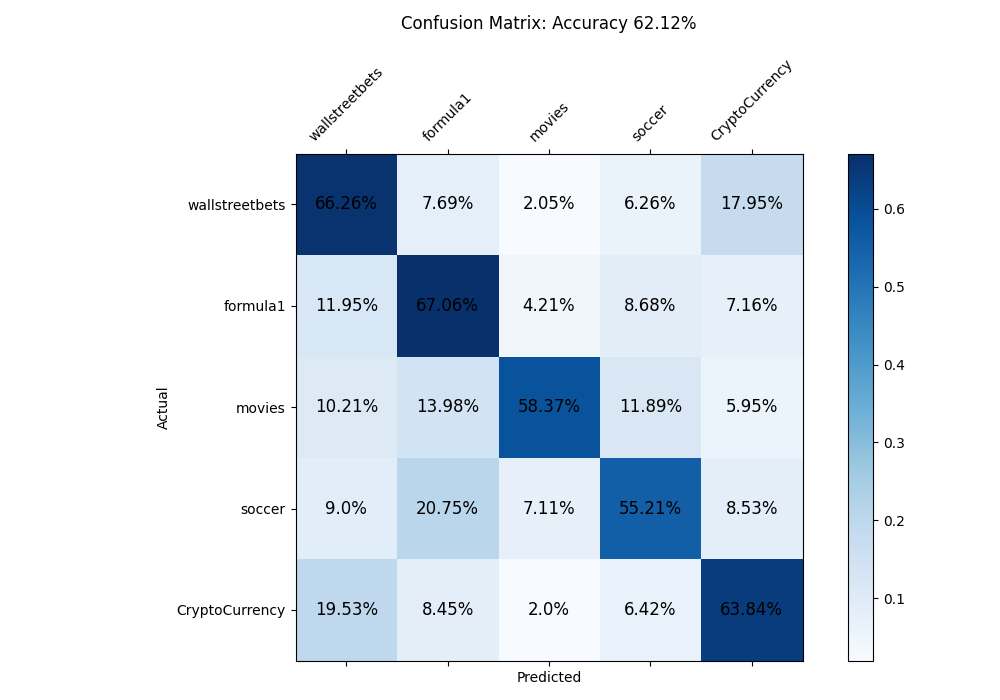 Confusion Matrix: Accuracy 62.12%
wallstreetbets formula1 movies soccer CryptoCurrency
wallstreetbets 66.26% 7.69% 2.05% 6.26% 17.95%
formula1 11.95% 67.06% 4.21% 8.68% 7.16%
movies 10.21% 13.98% 58.37% 11.89% 5.95%
soccer 9.0% 20.75% 7.11% 55.21% 8.53%
CryptoCurrency 19.53% 8.45% 2.0% 6.42% 63.84%
Actual
Predicted
0.6
0.5
0.4
0.3
0.2
0.1